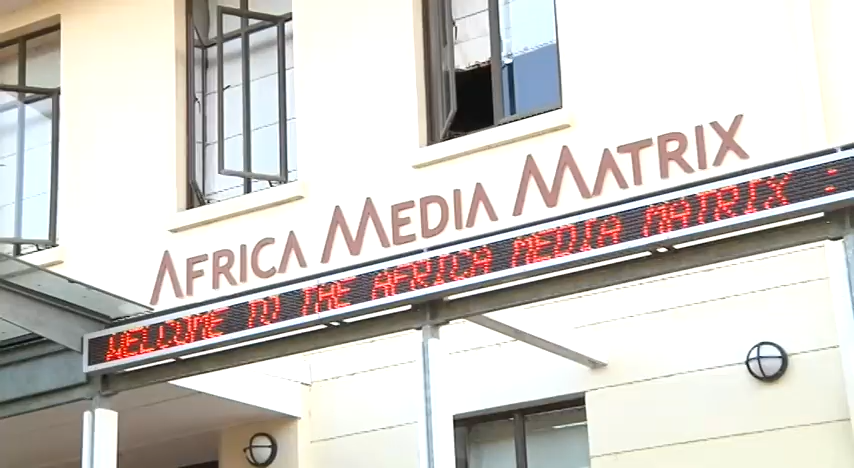 AFRICA MEDIA MATRIX
WELCOME TO THE AFRICA MEDIA MATRIX :